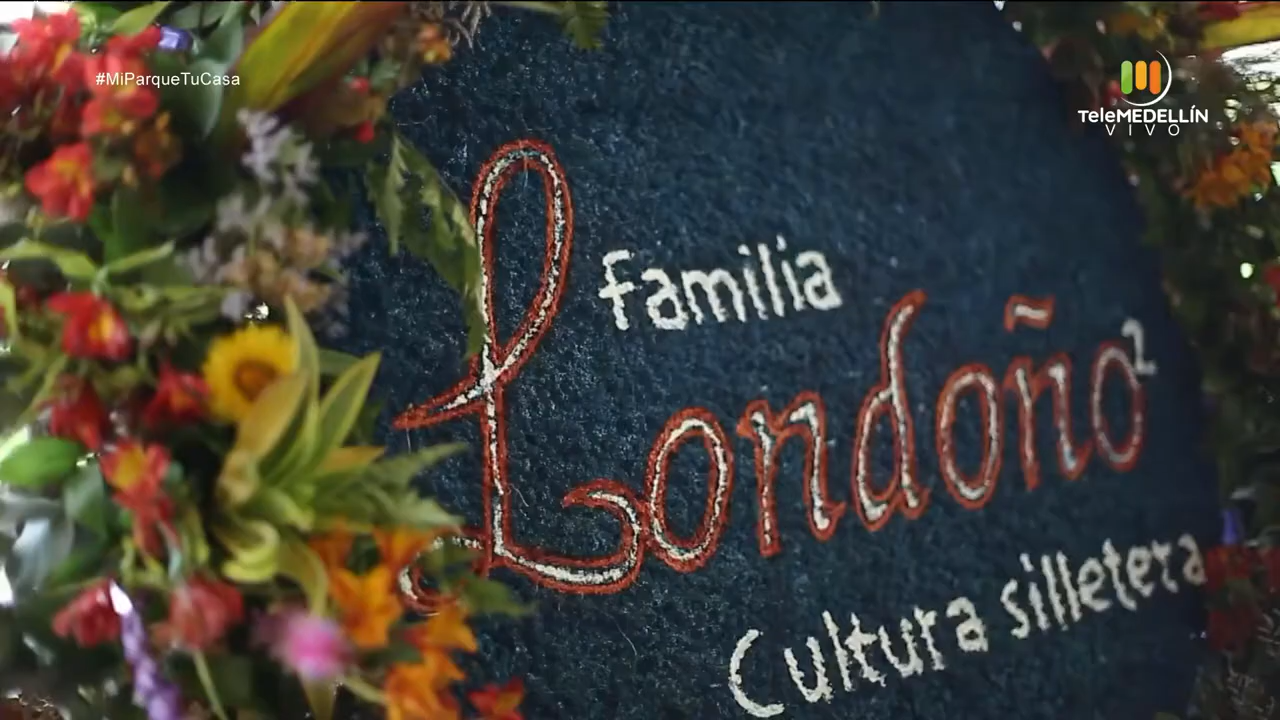 #MiParqueTuCasa
TeleMEDELLÍN
VIVO
familia
Londoño²
Cultura silletera